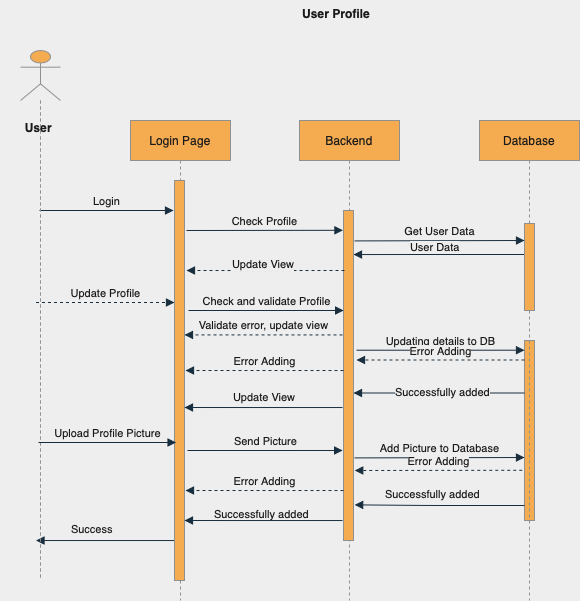 User Profile
User
Login Page
Backend
Database
Login
Check Profile
Get User Data
User Data
Update View
Update Profile
Check and validate Profile
Validate error, update view
Updating details to DB
Error Adding
Error Adding
Successfully added
Update View
Upload Profile Picture
Send Picture
Add Picture to Database
Error Adding
Error Adding
Successfully added
Successfully added
Success